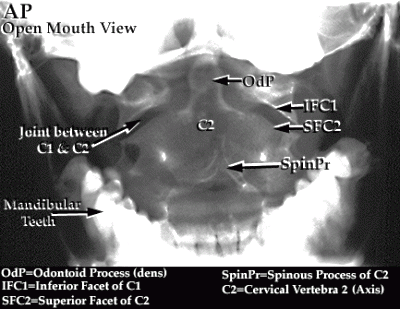 AP
Open Mouth View
OdP
IFC1
Joint between
C1 & C2
C2
SFC2
SpinPr
Mandibular
Teeth
OdP=Odontoid Process (dens)
IFC1=Inferior Facet of C1
SFC2=Superior Facet of C2
SpinPr=Spinous Process of C2
C2=Cervical Vertebra 2 (Axis)